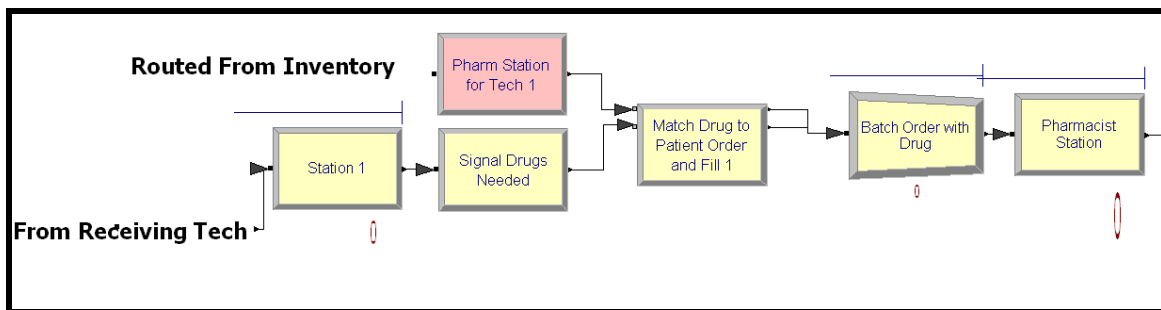 Routed From Inventory
Pharm Station
for Tech 1
Station 1
Signal Drugs
Needed
Match Drug to
Patient Order
and Fill 1
Batch Order with
Drug
Pharmacist
Station
From Receiving Tech
0
0
0